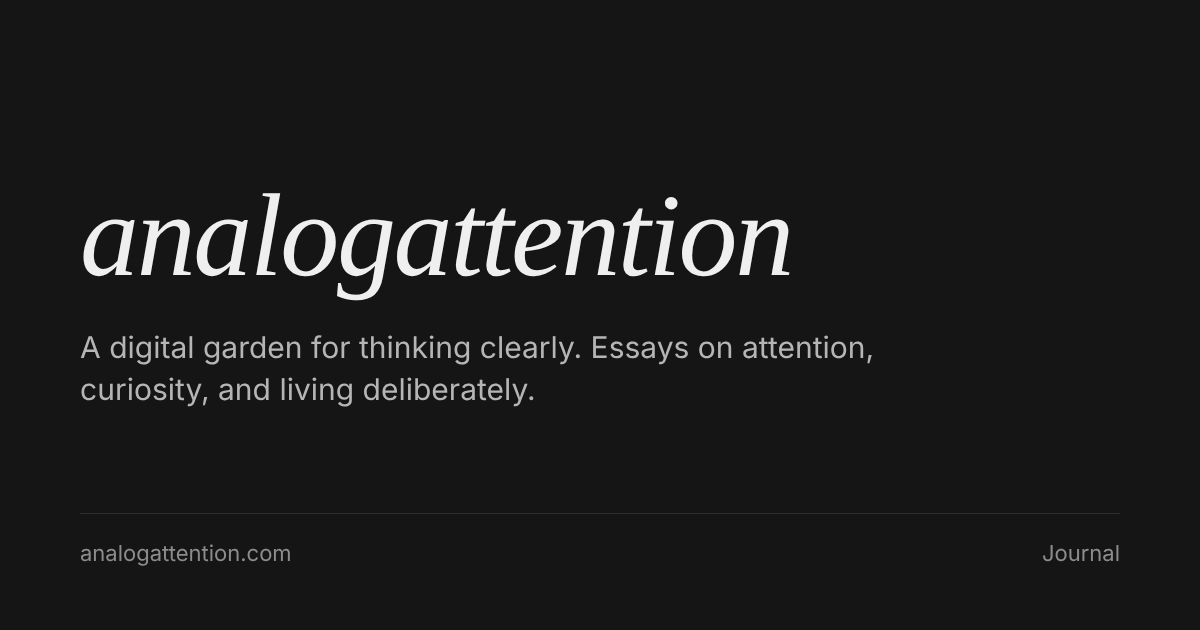 analogattention
A digital garden for thinking clearly. Essays on attention,
curiosity, and living deliberately.
analogattention.com
Journal